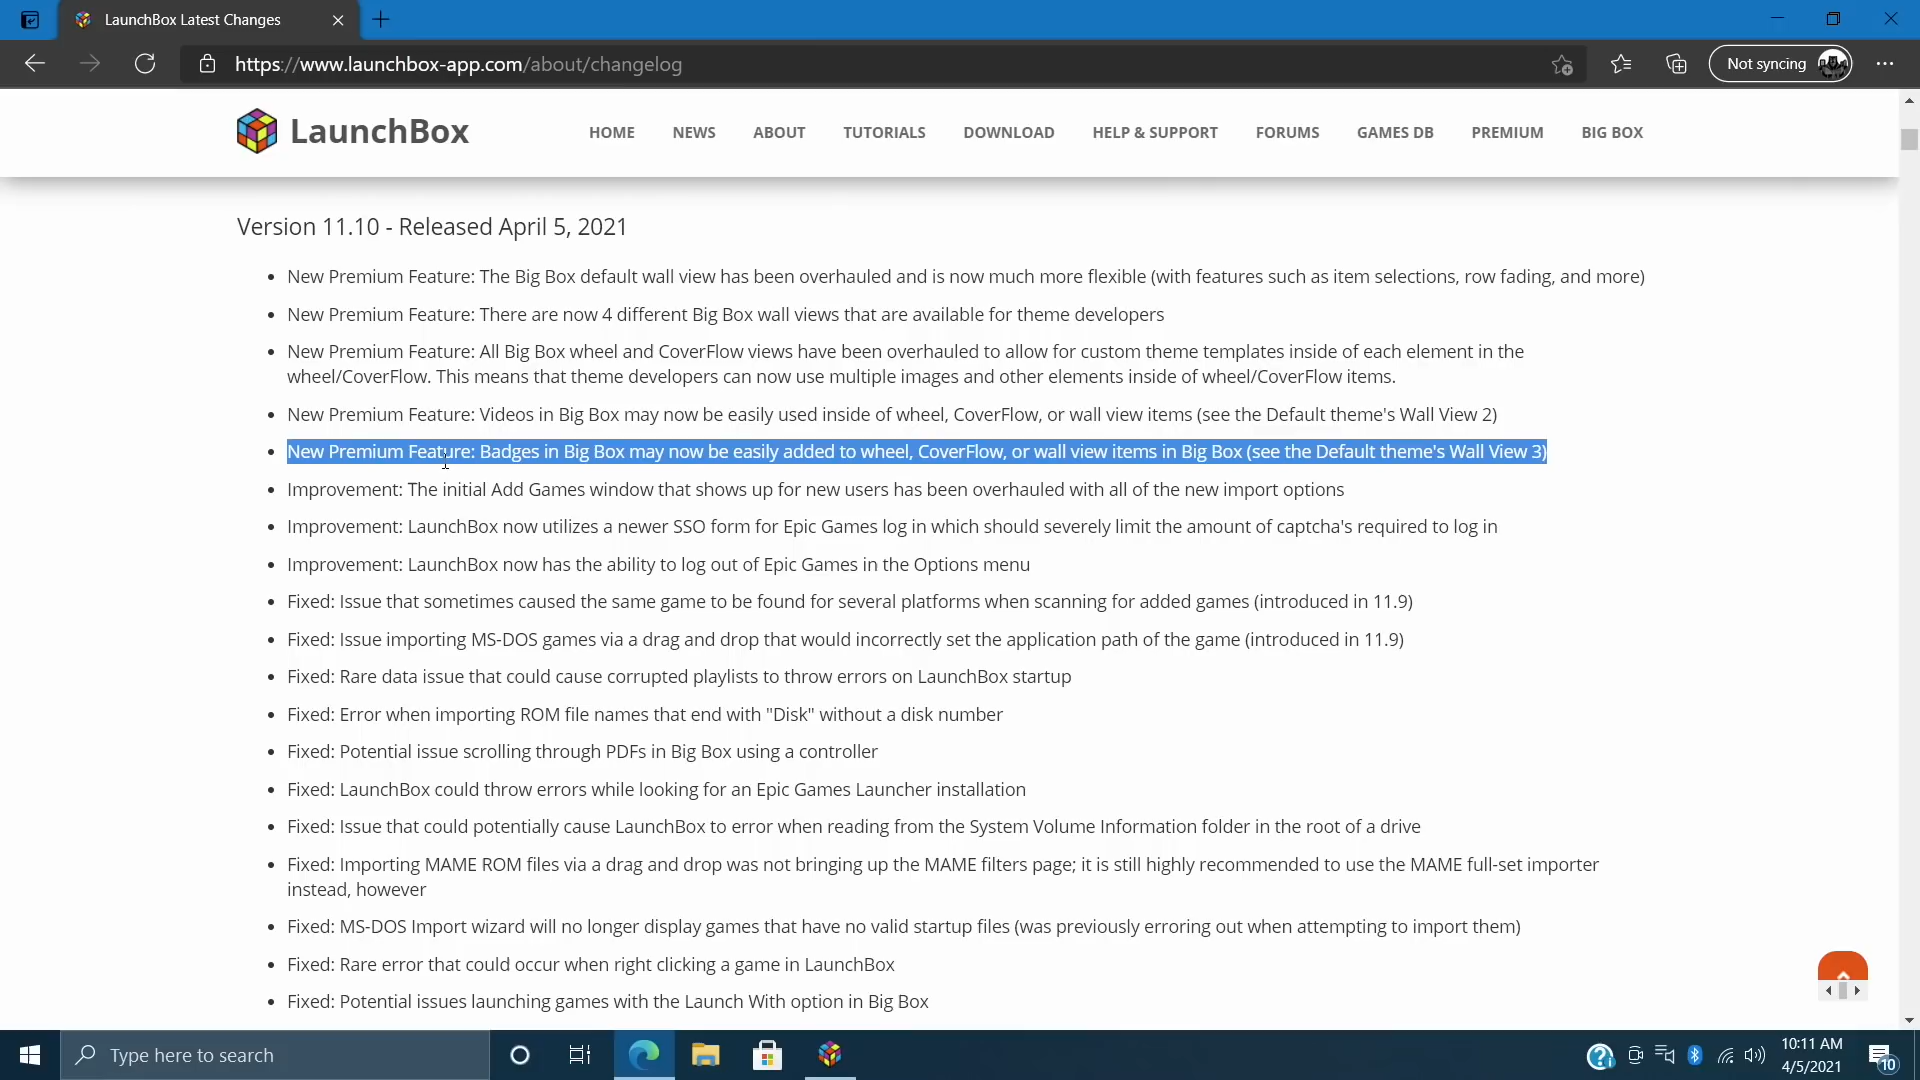 LaunchBox Latest Changes
https://www.launchbox-app.com/about/changelog
Not syncing
LaunchBox
HOME NEWS ABOUT TUTORIALS DOWNLOAD HELP & SUPPORT FORUMS GAMES DB PREMIUM BIG BOX
Version 11.10 - Released April 5, 2021
New Premium Feature: The Big Box default wall view has been overhauled and is now much more flexible (with features such as item selections, row fading, and more)
New Premium Feature: There are now 4 different Big Box wall views that are available for theme developers
New Premium Feature: All Big Box wheel and CoverFlow views have been overhauled to allow for custom theme templates inside of each element in the
wheel/CoverFlow. This means that theme developers can now use multiple images and other elements inside of wheel/CoverFlow items.
New Premium Feature: Videos in Big Box may now be easily used inside of wheel, CoverFlow, or wall view items (see the Default theme's Wall View 2)
New Premium Feature: Badges in Big Box may now be easily added to wheel, CoverFlow, or wall view items in Big Box (see the Default theme's Wall View 3)
Improvement: The initial Add Games window that shows up for new users has been overhauled with all of the new import options
Improvement: LaunchBox now utilizes a newer SSO form for Epic Games log in which should severely limit the amount of captcha's required to log in
Improvement: LaunchBox now has the ability to log out of Epic Games in the Options menu
Fixed: Issue that sometimes caused the same game to be found for several platforms when scanning for added games (introduced in 11.9)
Fixed: Issue importing MS-DOS games via a drag and drop that would incorrectly set the application path of the game (introduced in 11.9)
Fixed: Rare data issue that could cause corrupted playlists to throw errors on LaunchBox startup
Fixed: Error when importing ROM file names that end with "Disk" without a disk number
Fixed: Potential issue scrolling through PDFs in Big Box using a controller
Fixed: LaunchBox could throw errors while looking for an Epic Games Launcher installation
Fixed: Issue that could potentially cause LaunchBox to error when reading from the System Volume Information folder in the root of a drive
Fixed: Importing MAME ROM files via a drag and drop was not bringing up the MAME filters page; it is still highly recommended to use the MAME full-set importer
instead, however
Fixed: MS-DOS Import wizard will no longer display games that have no valid startup files (was previously erroring out when attempting to import them)
Fixed: Rare error that could occur when right clicking a game in LaunchBox
Fixed: Potential issues launching games with the Launch With option in Big Box
Type here to search
10:11 AM
4/5/2021
10